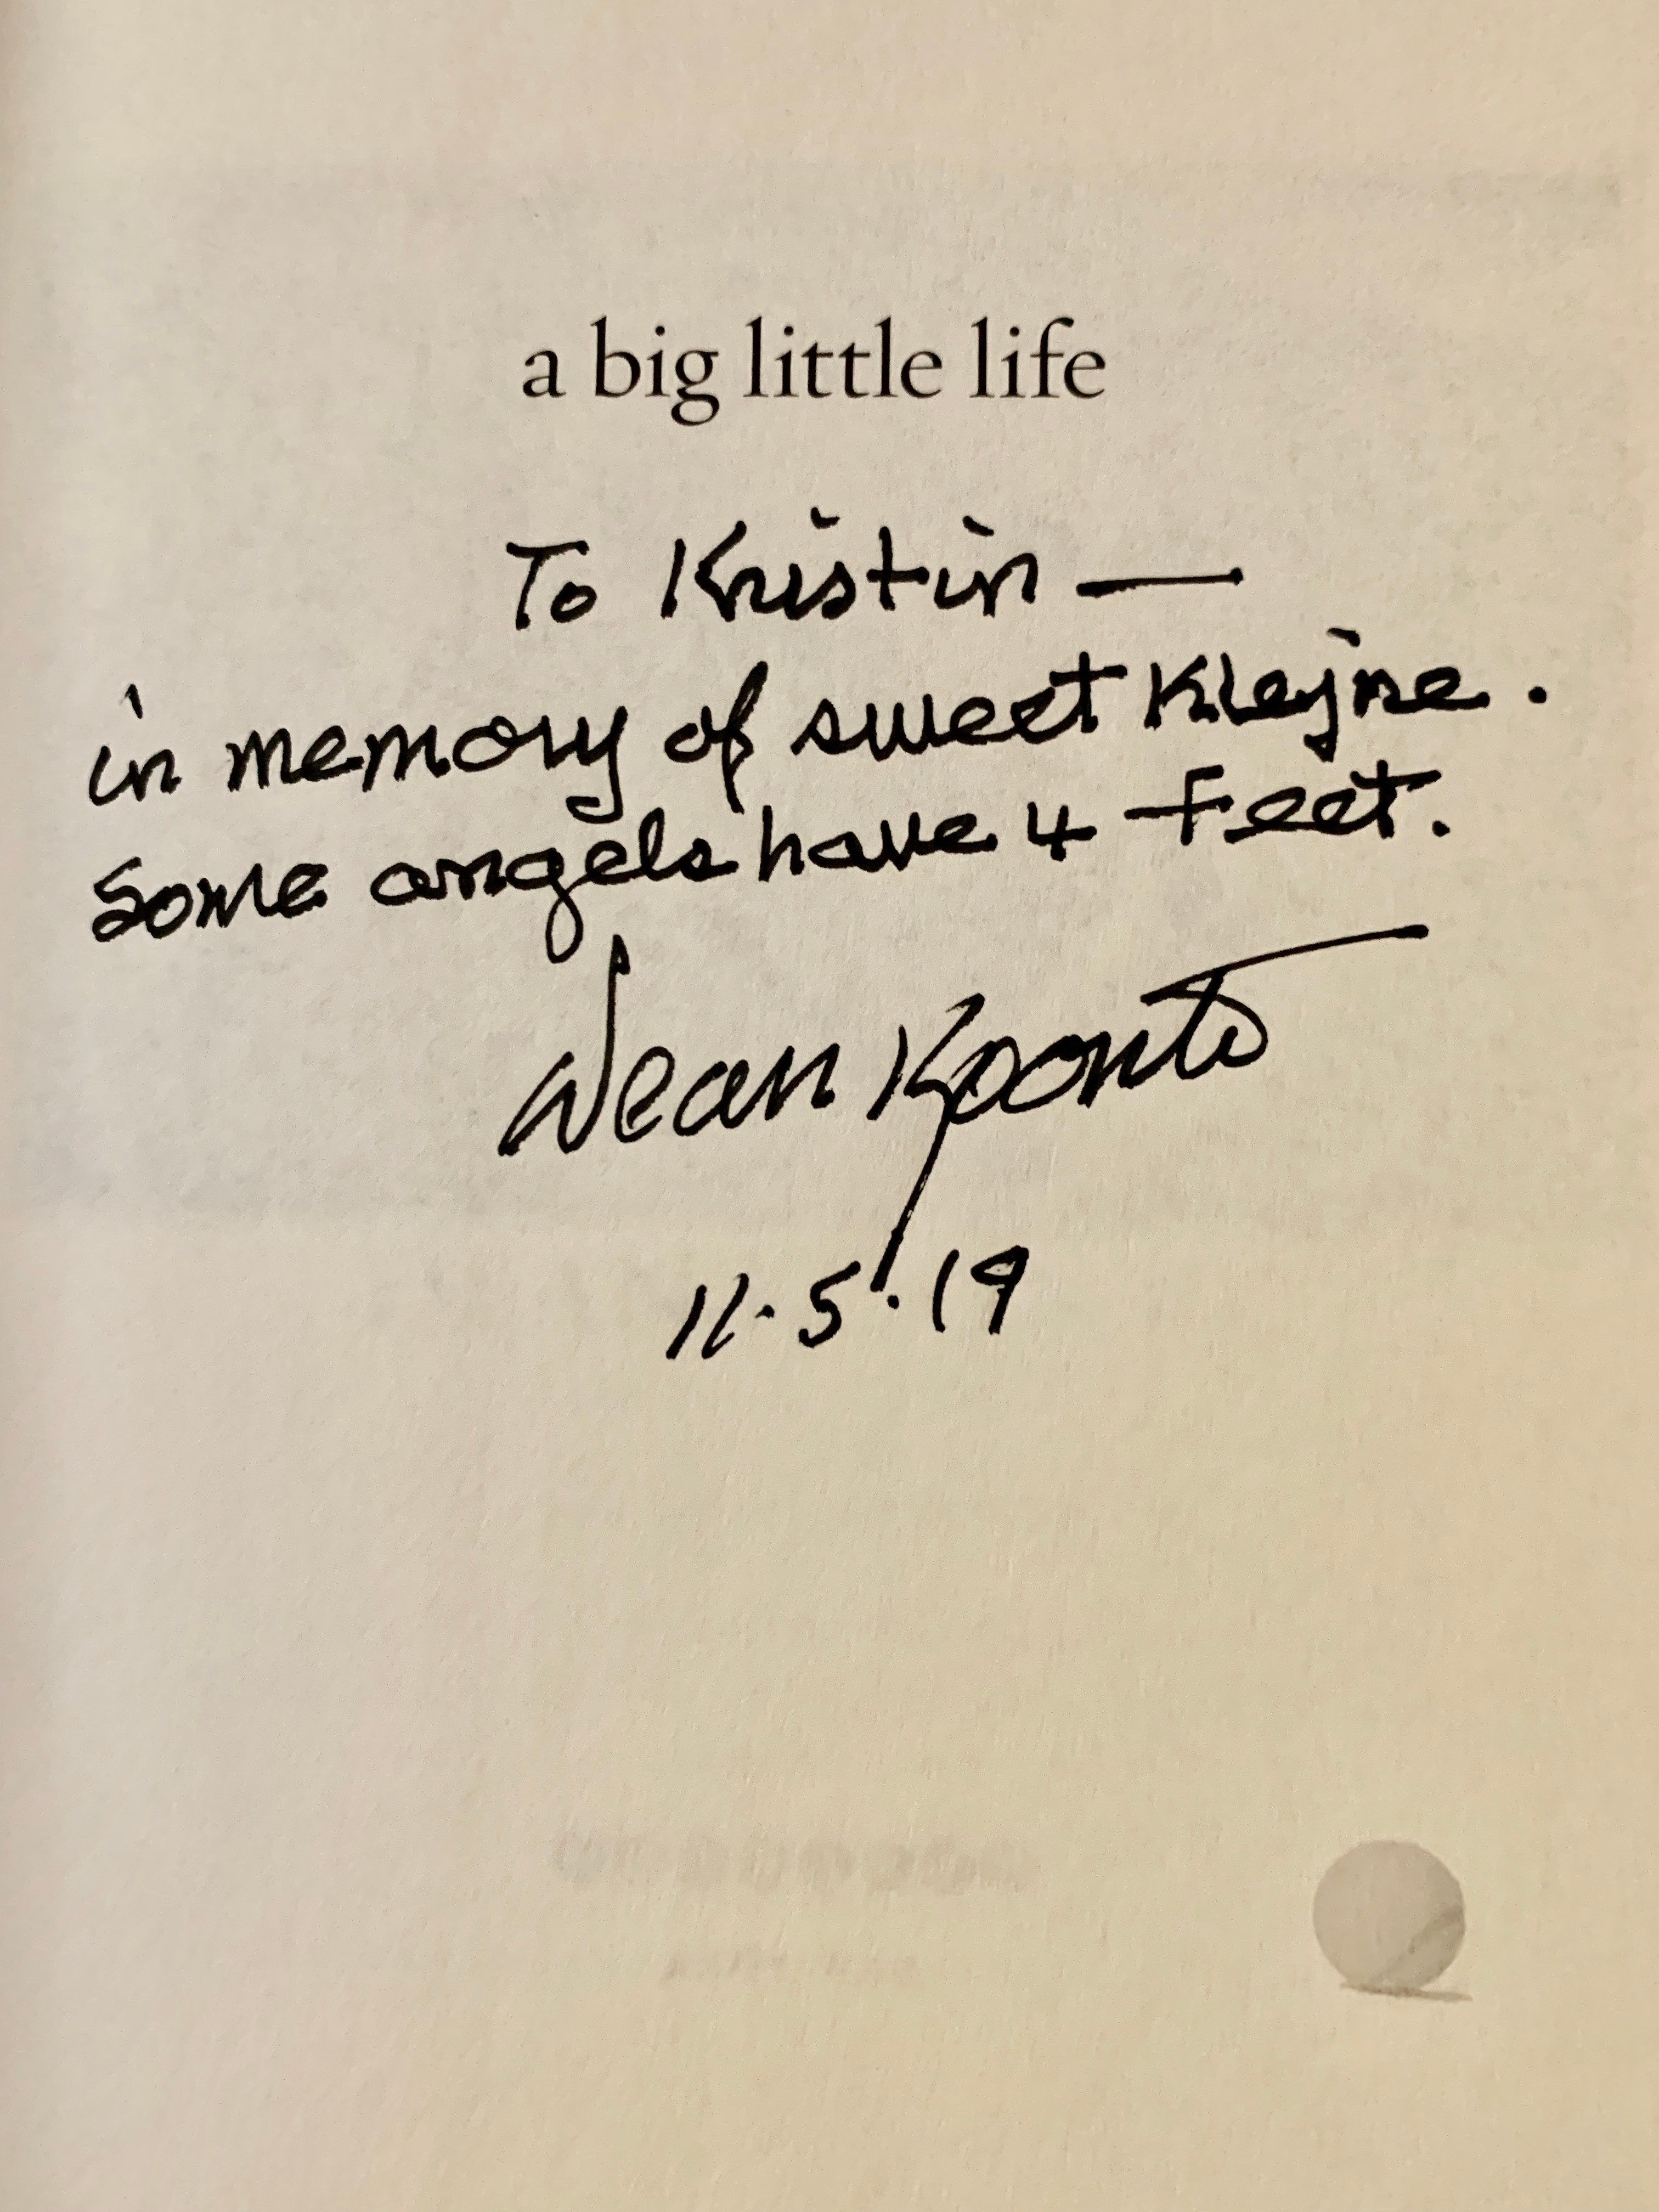 a big little life
To Kristin —
in memory of sweet Klejne.
Some angels have 4 feet.
Dean Koontz
11·5·19